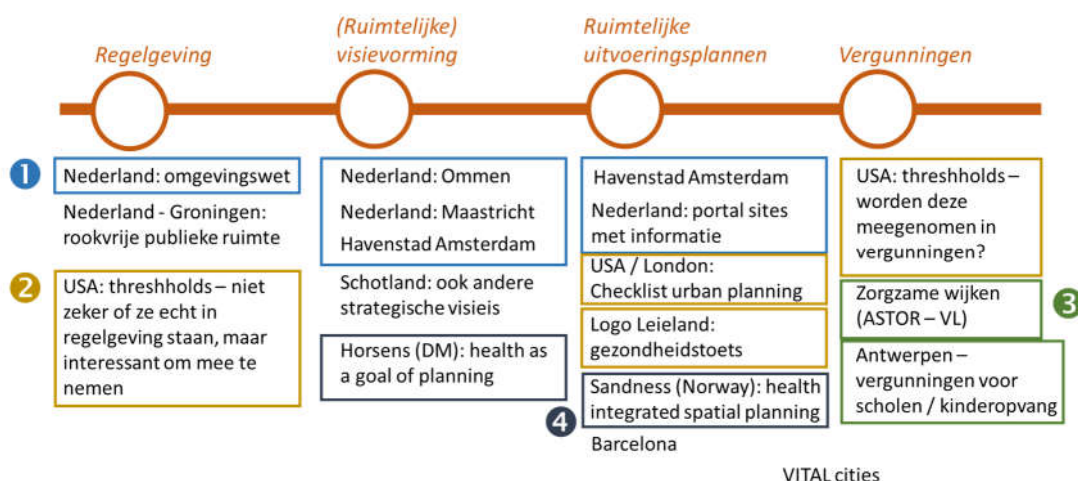 Regelgeving
(Ruimtelijke)
visievorming
Ruimtelijke
uitvoeringsplannen
Vergunningen
1
Nederland: omgevingswet
Nederland - Groningen:
rookvrije publieke ruimte
2
USA: threshholds – niet
zeker of ze echt in
regelgeving staan, maar
interessant om mee te
nemen
Nederland: Ommen
Nederland: Maastricht
Havenstad Amsterdam
Schotland: ook andere
strategische visieis
Horsens (DM): health as
a goal of planning
Havenstad Amsterdam
Nederland: portal sites
met informatie
USA / London:
Checklist urban planning
Logo Leieland:
gezondheidstoets
4
Sandness (Norway): health
integrated spatial planning
Barcelona
USA: threshholds –
worden deze
meegenomen in
vergunningen?
Zorgzame wijken
(ASTOR – VL)
3
Antwerpen –
vergunningen voor
scholen / kinderopvang
VITAL cities